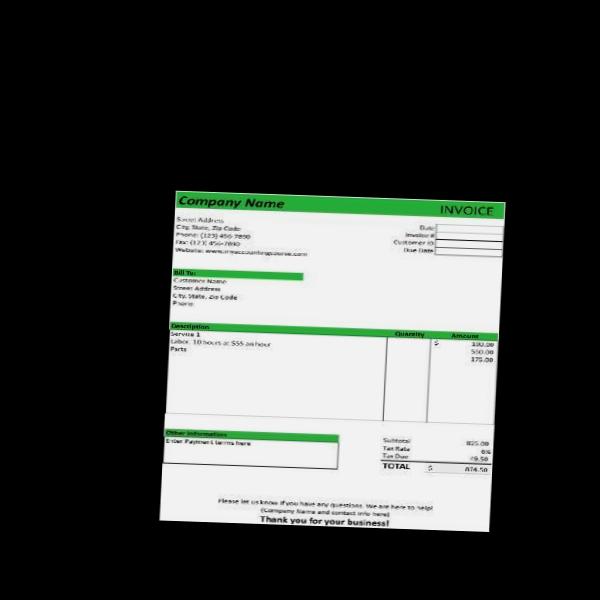 Company Name INVOICE
Street Address
City, State, Zip Code
Phone: (123) 456-7890
Fax: (123) 456-7890
Website: www.myaccountingcourse.com
Date
Invoice #
Customer ID
Due Date
Bill To:
Customer Name
Street Address
City, State, Zip Code
Phone
Description Quantity Amount
Service 1 $ 100.00
Labor: 10 hours at $55 an hour 550.00
Parts 175.00
Other Information
Enter Payment terms here
Subtotal 825.00
Tax Rate 6%
Tax Due 49.50
TOTAL $ 874.50
Please let us know if you have any questions. We are here to help!
(Company Name and contact info here)
Thank you for your business!